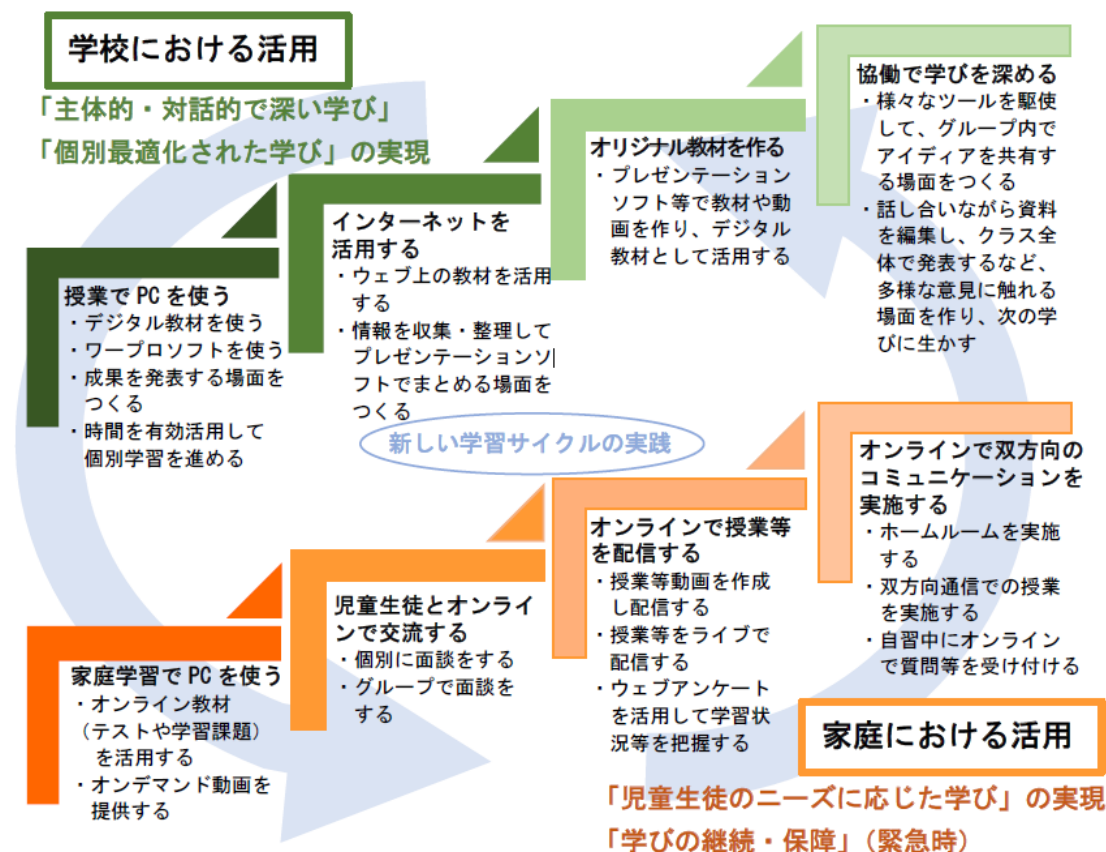 学校における活用
「主体的・対話的で深い学び」
「個別最適化された学び」の実現
授業で PC を使う
・デジタル教材を使う
・ワープロソフトを使う
・成果を発表する場面を
つくる
・時間を有効活用して
個別学習を進める
インターネットを
活用する
・ウェブ上の教材を活用
する
・情報を収集・整理して
プレゼンテーションソ
フトでまとめる場面を
つくる
オリジナル教材を作る
・プレゼンテーション
ソフト等で教材や動
画を作り、デジタル
教材として活用する
協働で学びを深める
・様々なツールを駆使
して、グループ内で
アイディアを共有す
る場面をつくる
・話し合いながら資料
を編集し、クラス全
体で発表するなど、
多様な意見に触れる
場面を作り、次の学
びに生かす
新しい学習サイクルの実践
家庭学習で PC を使う
・オンライン教材
（テストや学習課題）
を活用する
・オンデマンド動画を
提供する
児童生徒とオンライ
ンで交流する
・個別に面談をする
・グループで面談を
する
オンラインで授業等
を配信する
・授業等動画を作成
し配信する
・授業等をライブで
配信する
・ウェブアンケート
を活用して学習状
況等を把握する
オンラインで双方向の
コミュニケーションを
実施する
・ホームルームを実施
する
・双方向通信での授業
を実施する
・自習中にオンライン
で質問等を受け付ける
家庭における活用
「児童生徒のニーズに応じた学び」の実現
「学びの継続・保障」（緊急時）